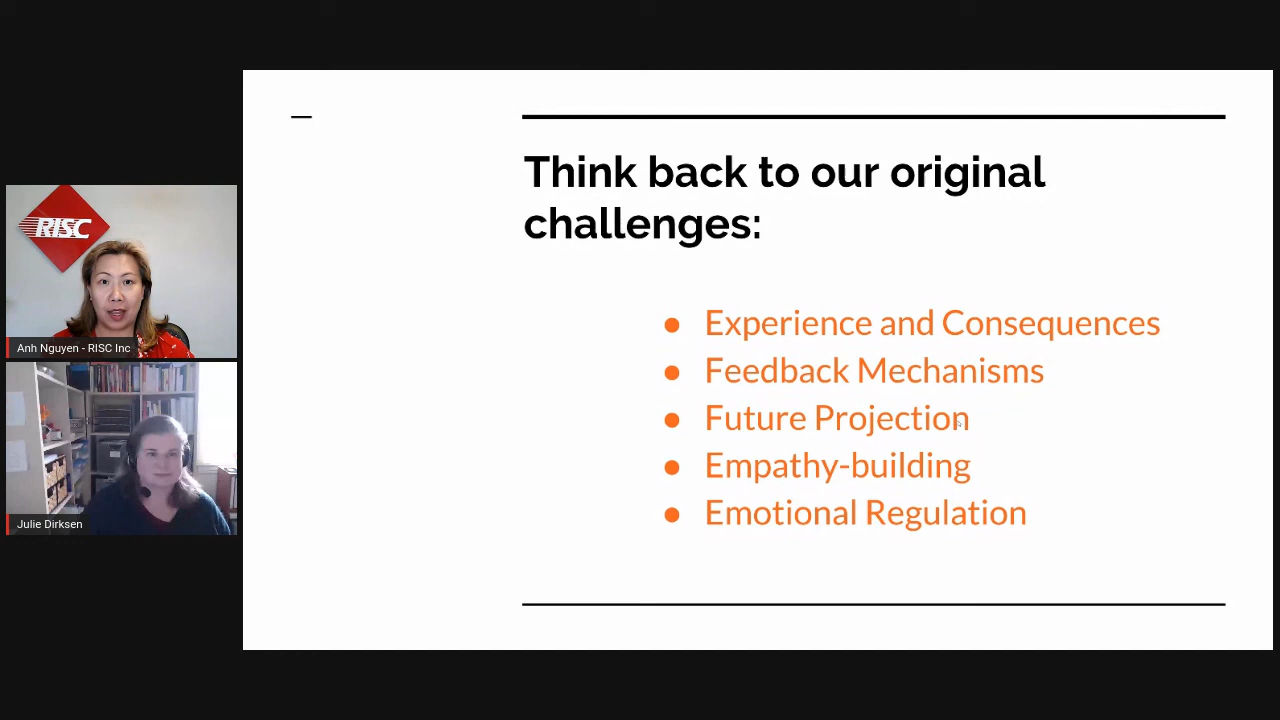 RISC
Anh Nguyen - RISC Inc
Julie Dirksen
Think back to our original
challenges:
● Experience and Consequences
● Feedback Mechanisms
● Future Projection
● Empathy-building
● Emotional Regulation